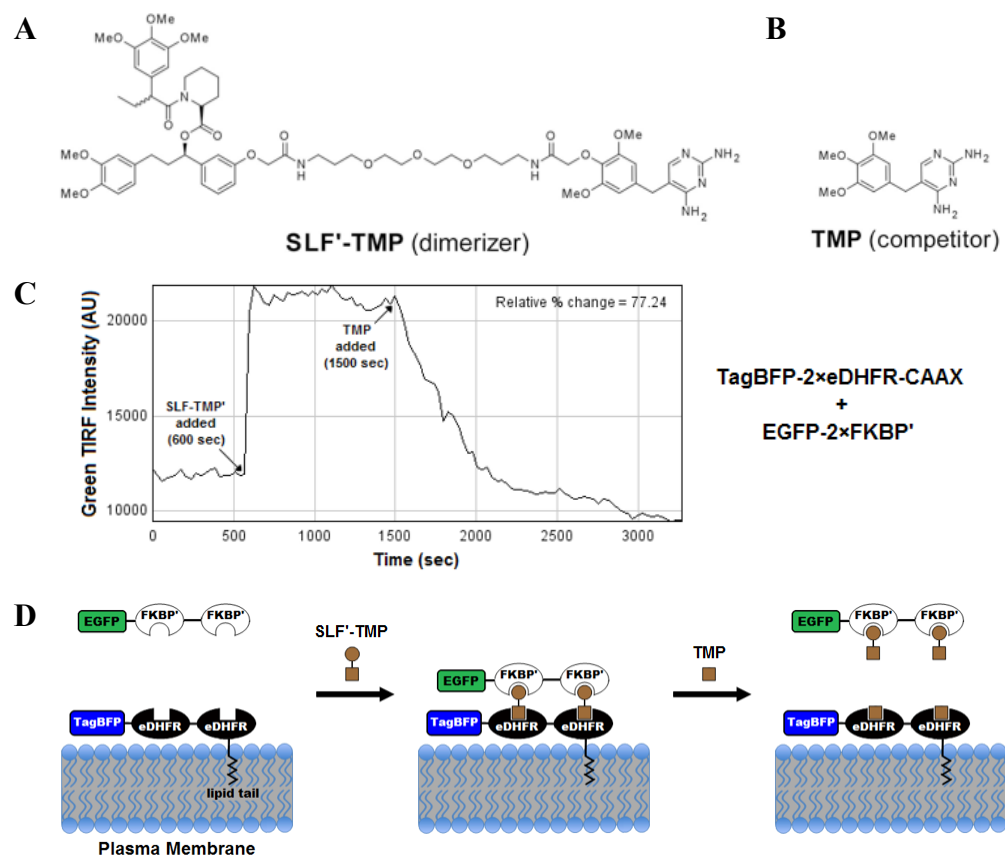 A
B
OMe
MeO
OMe
MeO
OMe
N
O
O
O
O
O
N
H
O
O
O
N
H
O
O
OMe
MeO
N
NH2
N
NH2
MeO
MeO
SLF'-TMP (dimerizer)
OMe
MeO
MeO
N
NH2
N
NH2
TMP (competitor)
C
Green TIRF Intensity (AU)
20000
15000
10000
Relative % change = 77.24
TMP
added
(1500 sec)
SLF-TMP'
added
(600 sec)
0
500
1000
1500
2000
2500
3000
Time (sec)
TagBFP-2×eDHFR-CAAX
+
EGFP-2×FKBP'
D
EGFP
FKBP'
FKBP'
TagBFP
eDHFR
eDHFR
lipid tail
Plasma Membrane
SLF'-TMP
EGFP
FKBP'
FKBP'
TagBFP
eDHFR
eDHFR
TMP
EGFP
FKBP'
FKBP'
TagBFP
eDHFR
eDHFR